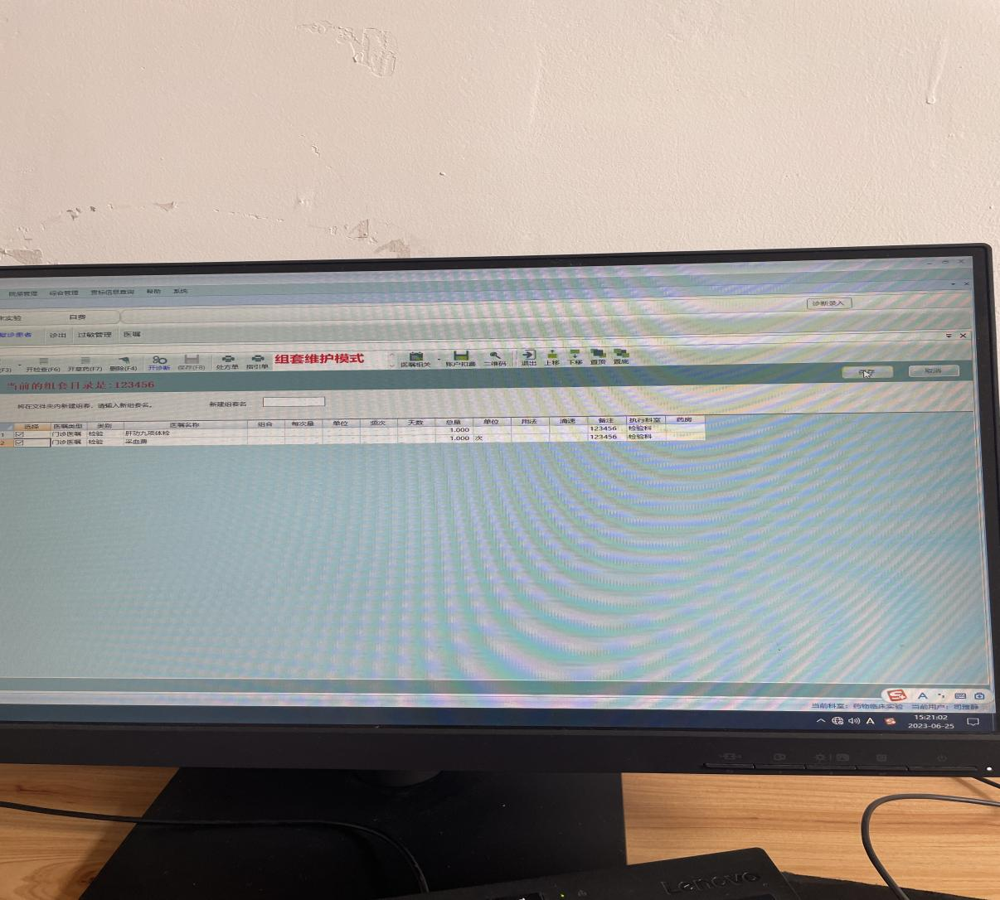 院感管理 综合管理 贯标信息查询 帮助 系统
床实验 自费 诊断录入
诊出 过敏管理 医嘱
开检查(F6) 开草药(F7) 删除(F4) 开诊断 保存(F8) 处方单 指引单 组套维护模式 医嘱相关 账户扣费 二维码 退出 上移 下移 置顶 置底
当前的组套目录是:123456 取消
将在文件夹内新建组套，请输入新组套名。 新建组套名
选择 医嘱类型 类别 医嘱名称 组合 每次量 单位 频次 天数 总量 单位 用法 滴速 备注 执行科室 药房
1 门诊医嘱 检验 肝功九项体检 1.000 123456 检验科
2 门诊医嘱 检验 采血费 1.000 次 123456 检验科
A
当前科室: 药物临床实验 当前用户: 司雅静
A 15:21:02
2023-06-25
Lenovo